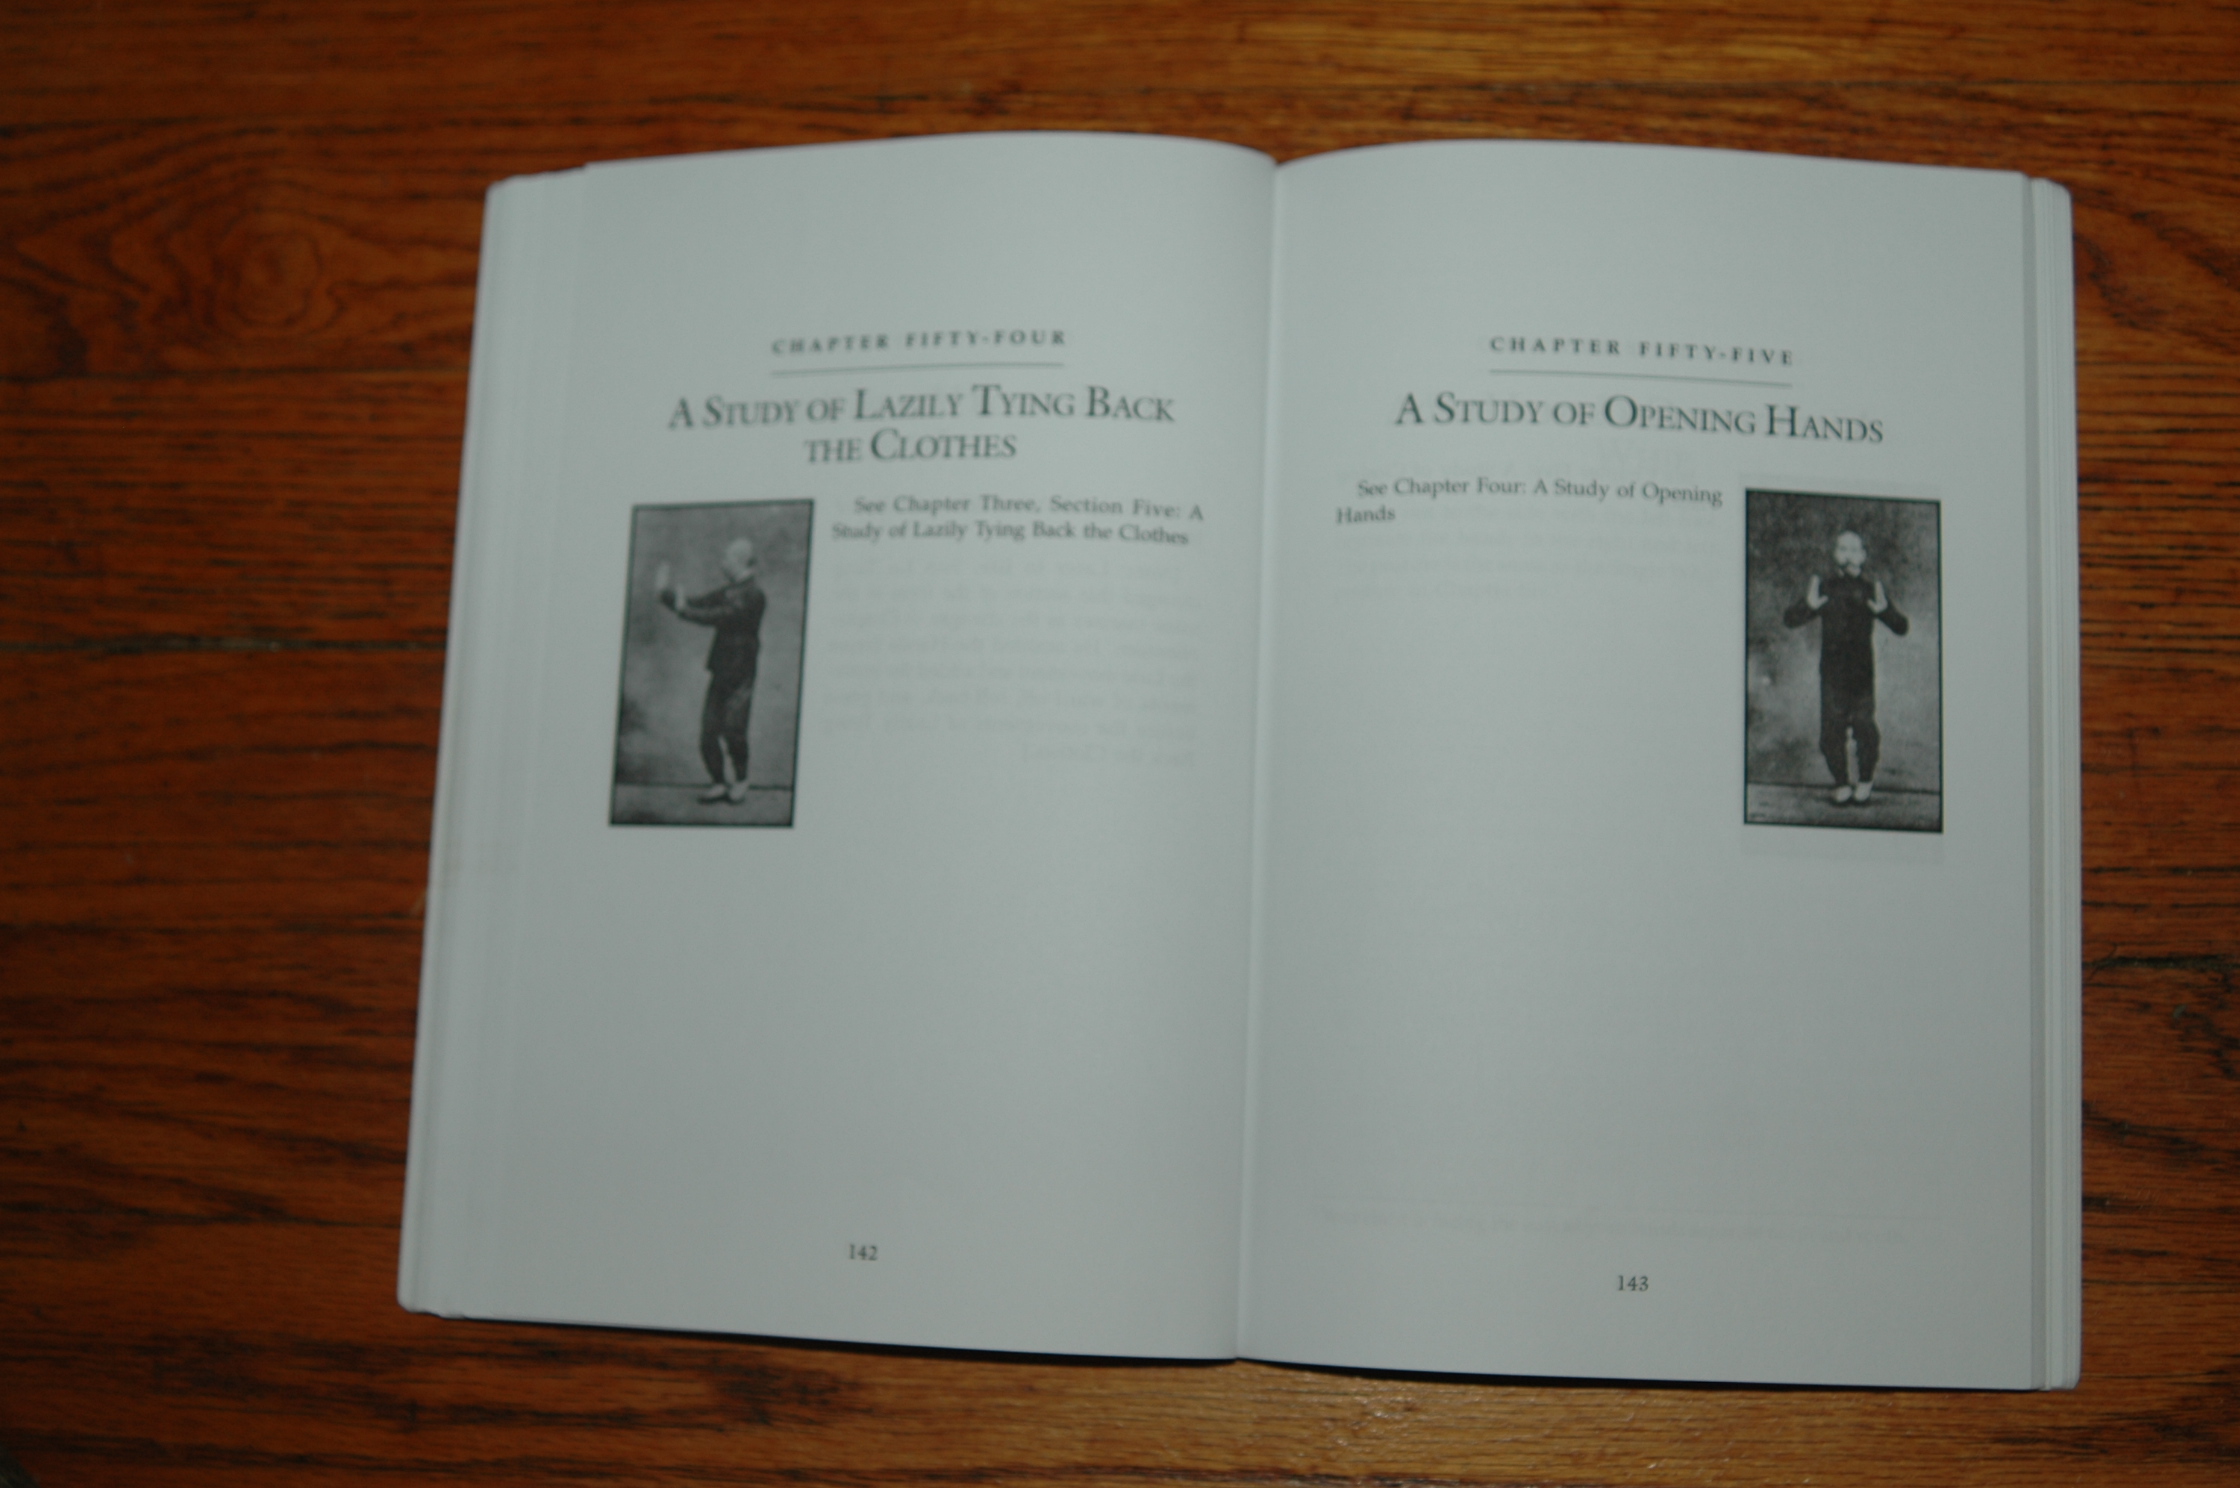 CHAPTER FIFTY-FOUR
A STUDY OF LAZILY TYING BACK
THE CLOTHES
See Chapter Three, Section Five: A
Study of Lazily Tying Back the Clothes
142
CHAPTER FIFTY-FIVE
A STUDY OF OPENING HANDS
See Chapter Four: A Study of Opening
Hands
143